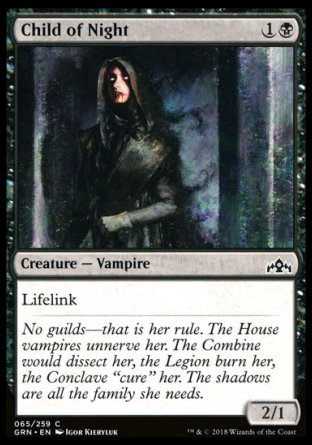 Child of Night 1
Creature — Vampire
Lifelink
No guilds—that is her rule. The House
vampires unnerve her. The Combine
would dissect her, the Legion burn her,
the Conclave "cure" her. The shadows
are all the family she needs.
2/1
065/259 C
GRN • EN Igor Kieryluk
™ & © 2018 Wizards of the Coast